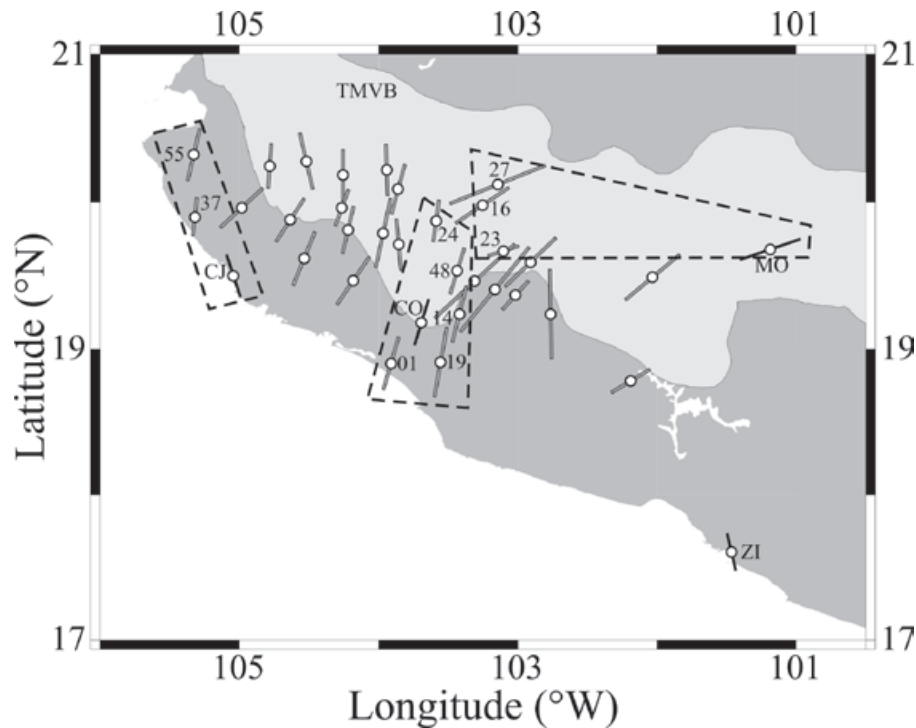 105 103 101
21 21
TMVB
55
27
37
16
24
23
CJ
48
MO
CO
14
19 19
01 19
ZI
17 17
105 103 101
Latitude (°N)
Longitude (°W)